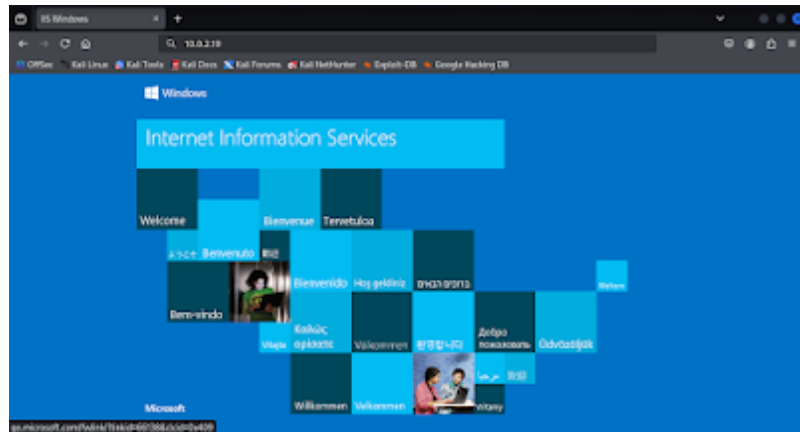 IIS Windows
10.0.2.19
OffSec Kali Linux Kali Tools Kali Docs Kali Forums Kali NetHunter Exploit-DB Google Hacking DB
Windows
Internet Information Services
Welcome
Bienvenue
Tervetuloa
ようこそ
Benvenuto
歡迎
Bienvenido
Hoş geldiniz
ברוכים הבאים
Bem-vindo
Vítejte
Καλώς
ορίσατε
Välkommen
환영합니다
Добро
пожаловать
Üdvözöljük
Microsoft
Willkommen
Velkommen
مرحبا
witamy